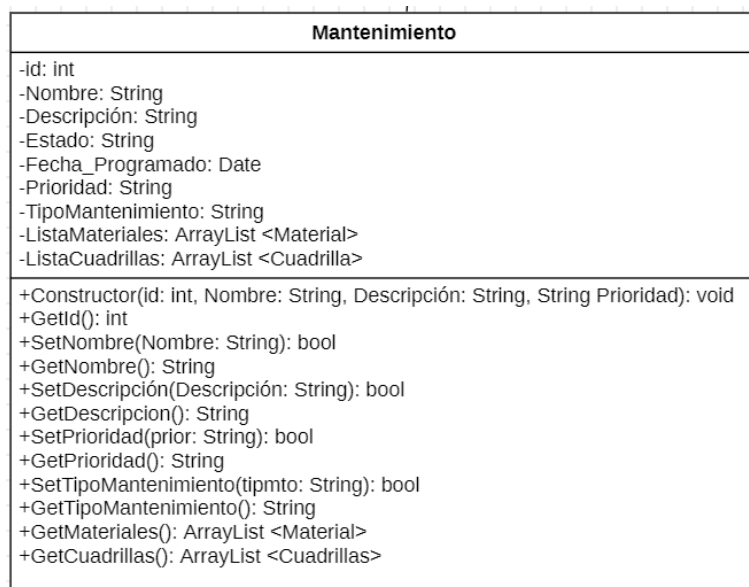 Mantenimiento
-id: int
-Nombre: String
-Descripción: String
-Estado: String
-Fecha_Programado: Date
-Prioridad: String
-TipoMantenimiento: String
-ListaMateriales: ArrayList <Material>
-ListaCuadrillas: ArrayList <Cuadrilla>
+Constructor(id: int, Nombre: String, Descripción: String, String Prioridad): void
+GetId(): int
+SetNombre(Nombre: String): bool
+GetNombre(): String
+SetDescripción(Descripción: String): bool
+GetDescripcion(): String
+SetPrioridad(prior: String): bool
+GetPrioridad(): String
+SetTipoMantenimiento(tipmto: String): bool
+GetTipoMantenimiento(): String
+GetMateriales(): ArrayList <Material>
+GetCuadrillas(): ArrayList <Cuadrillas>